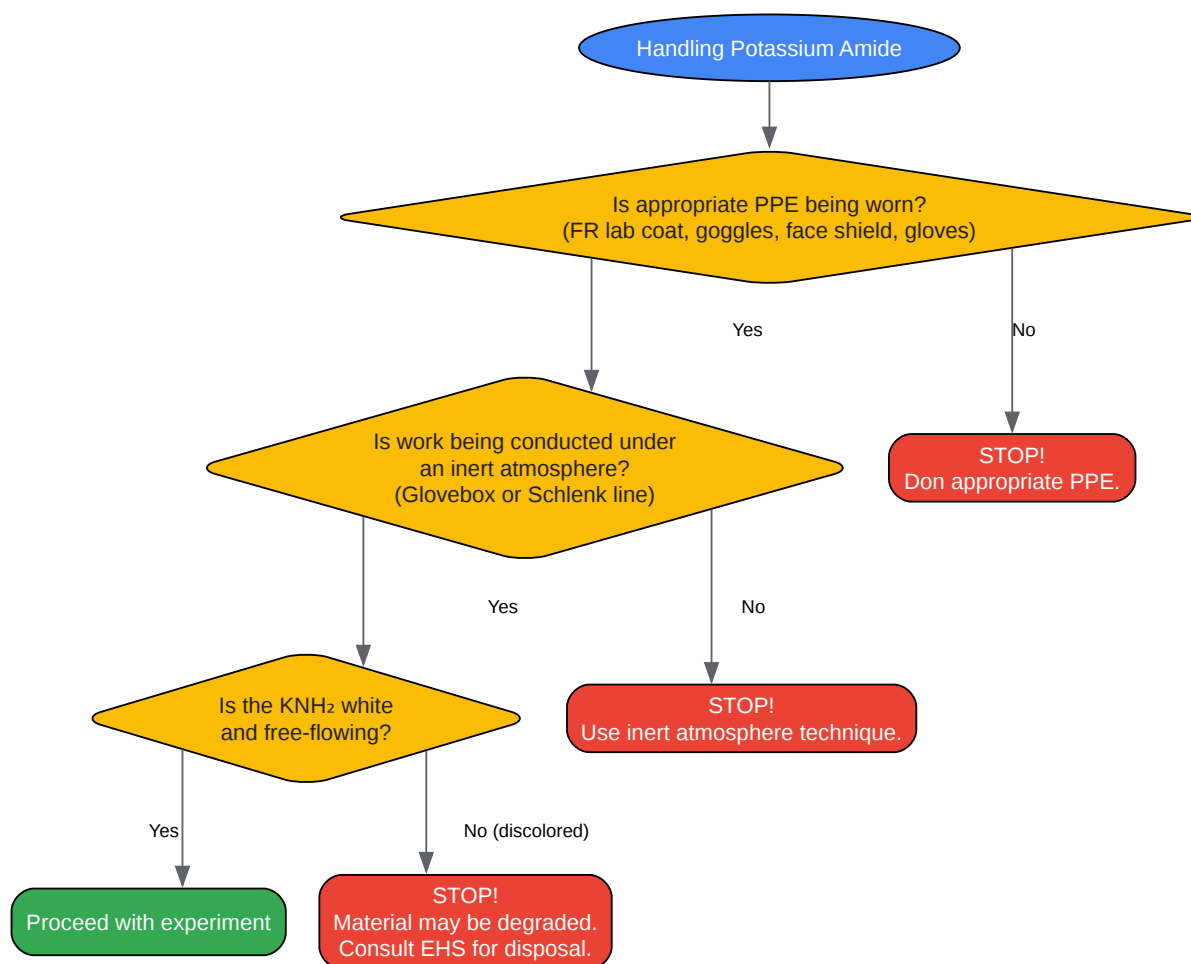 Handling Potassium Amide
Is appropriate PPE being worn?
(FR lab coat, goggles, face shield, gloves)
Yes
No
Is work being conducted under
an inert atmosphere?
(Glovebox or Schlenk line)
STOP!
Don appropriate PPE.
Yes
No
Is the KNH₂ white
and free-flowing?
STOP!
Use inert atmosphere technique.
Yes
No (discolored)
Proceed with experiment
STOP!
Material may be degraded.
Consult EHS for disposal.